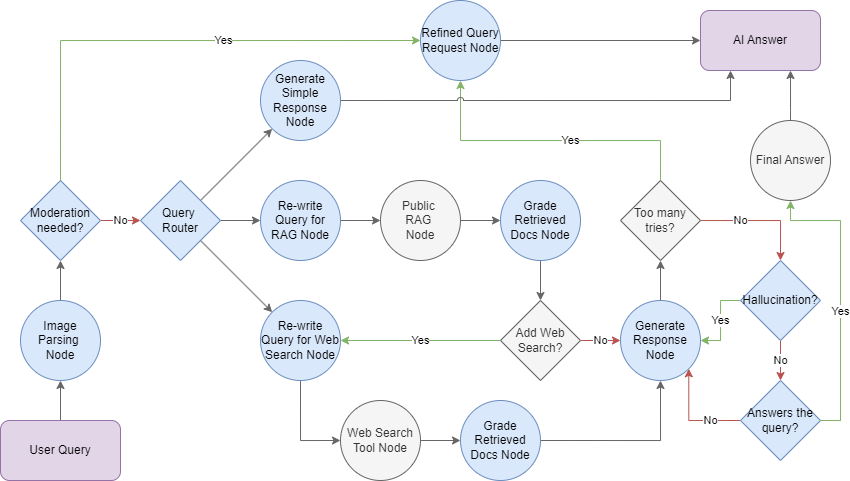 Yes
Refined Query
Request Node
AI Answer
Generate
Simple
Response
Node
Yes
Final Answer
Moderation
needed?
No
Query
Router
Re-write
Query for
RAG Node
Public
RAG
Node
Grade
Retrieved
Docs Node
Too many
tries?
No
Image
Parsing
Node
Re-write
Query for Web
Search Node
Yes
Add Web
Search?
No
Generate
Response
Node
Yes
Hallucination?
Yes
No
User Query
Web Search
Tool Node
Grade
Retrieved
Docs Node
No
Answers the
query?